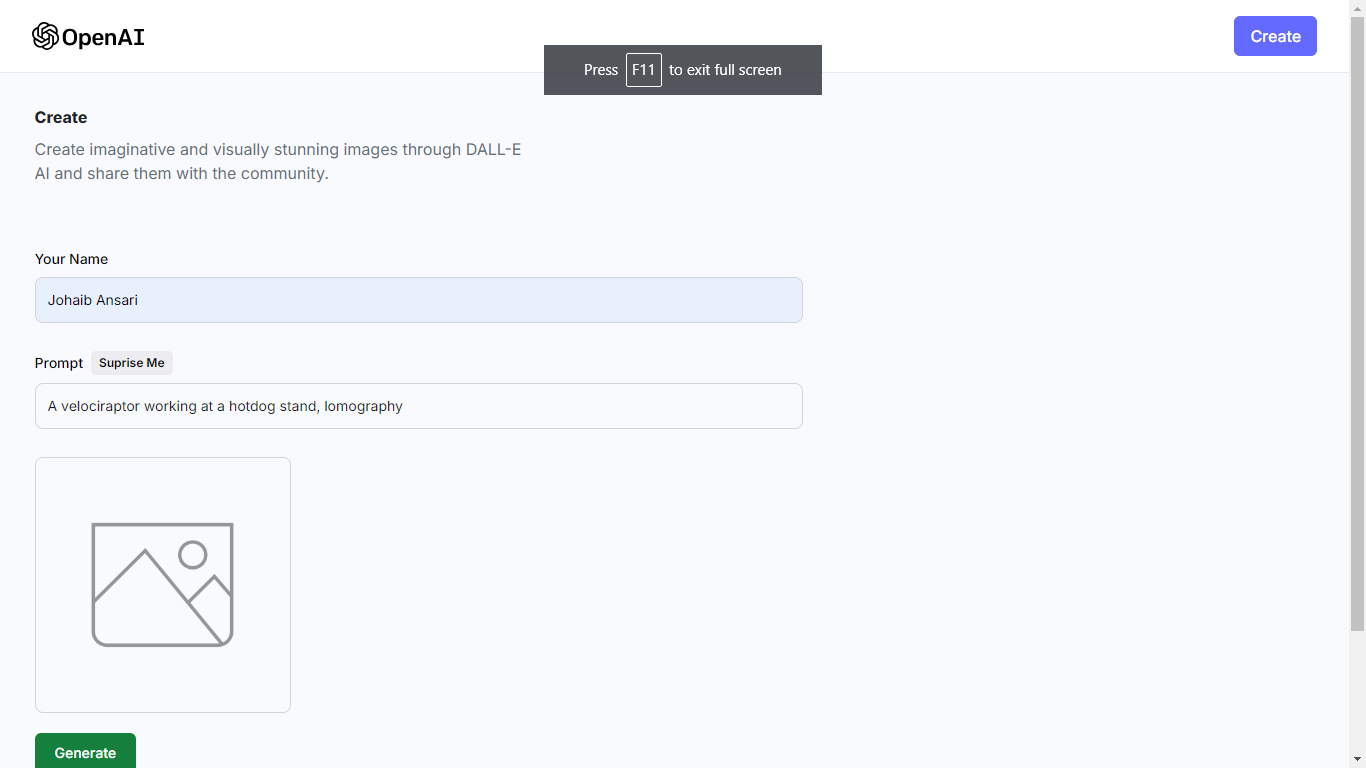 OpenAI
Create
Press F11 to exit full screen
Create
Create imaginative and visually stunning images through DALL-E
AI and share them with the community.
Your Name
Johaib Ansari
Prompt Suprise Me
A velociraptor working at a hotdog stand, lomography
Generate